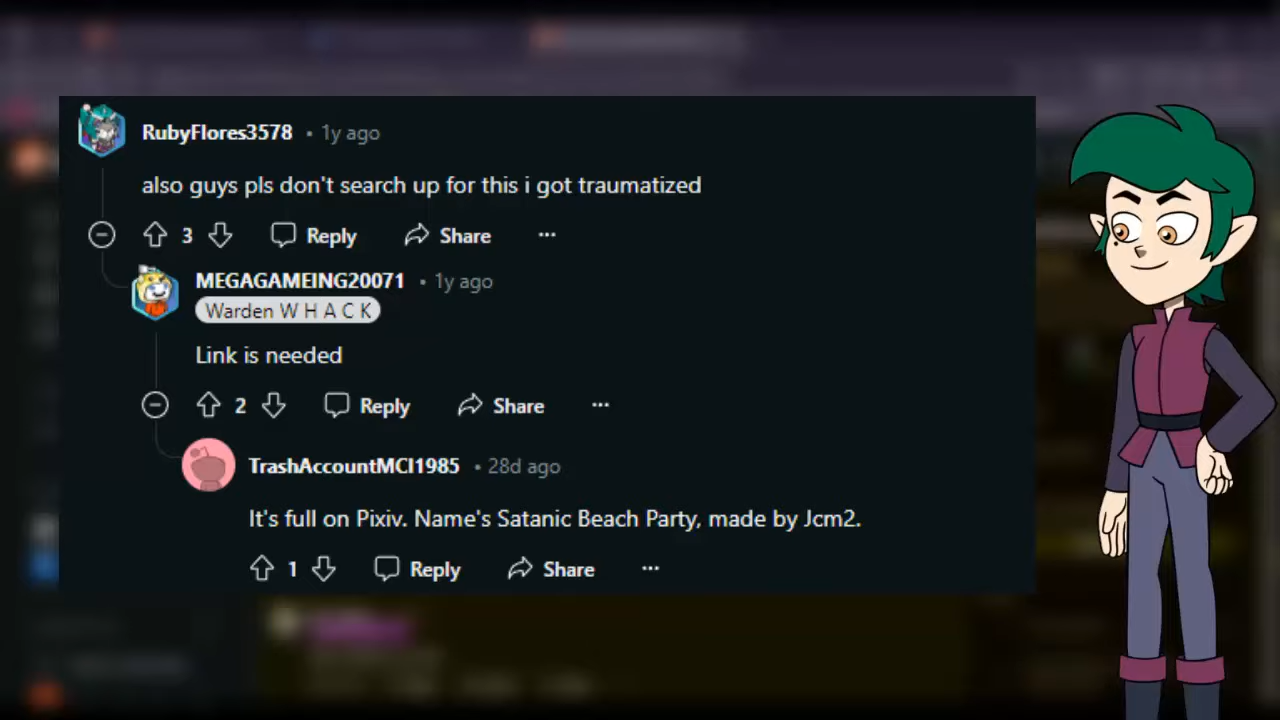 RubyFlores3578 • 1y ago
also guys pls don't search up for this i got traumatized
3 Reply Share ...
MEGAGAMEING20071 • 1y ago
Warden W H A C K
Link is needed
2 Reply Share ...
TrashAccountMCI1985 • 28d ago
It's full on Pixiv. Name's Satanic Beach Party, made by Jcm2.
1 Reply Share ...